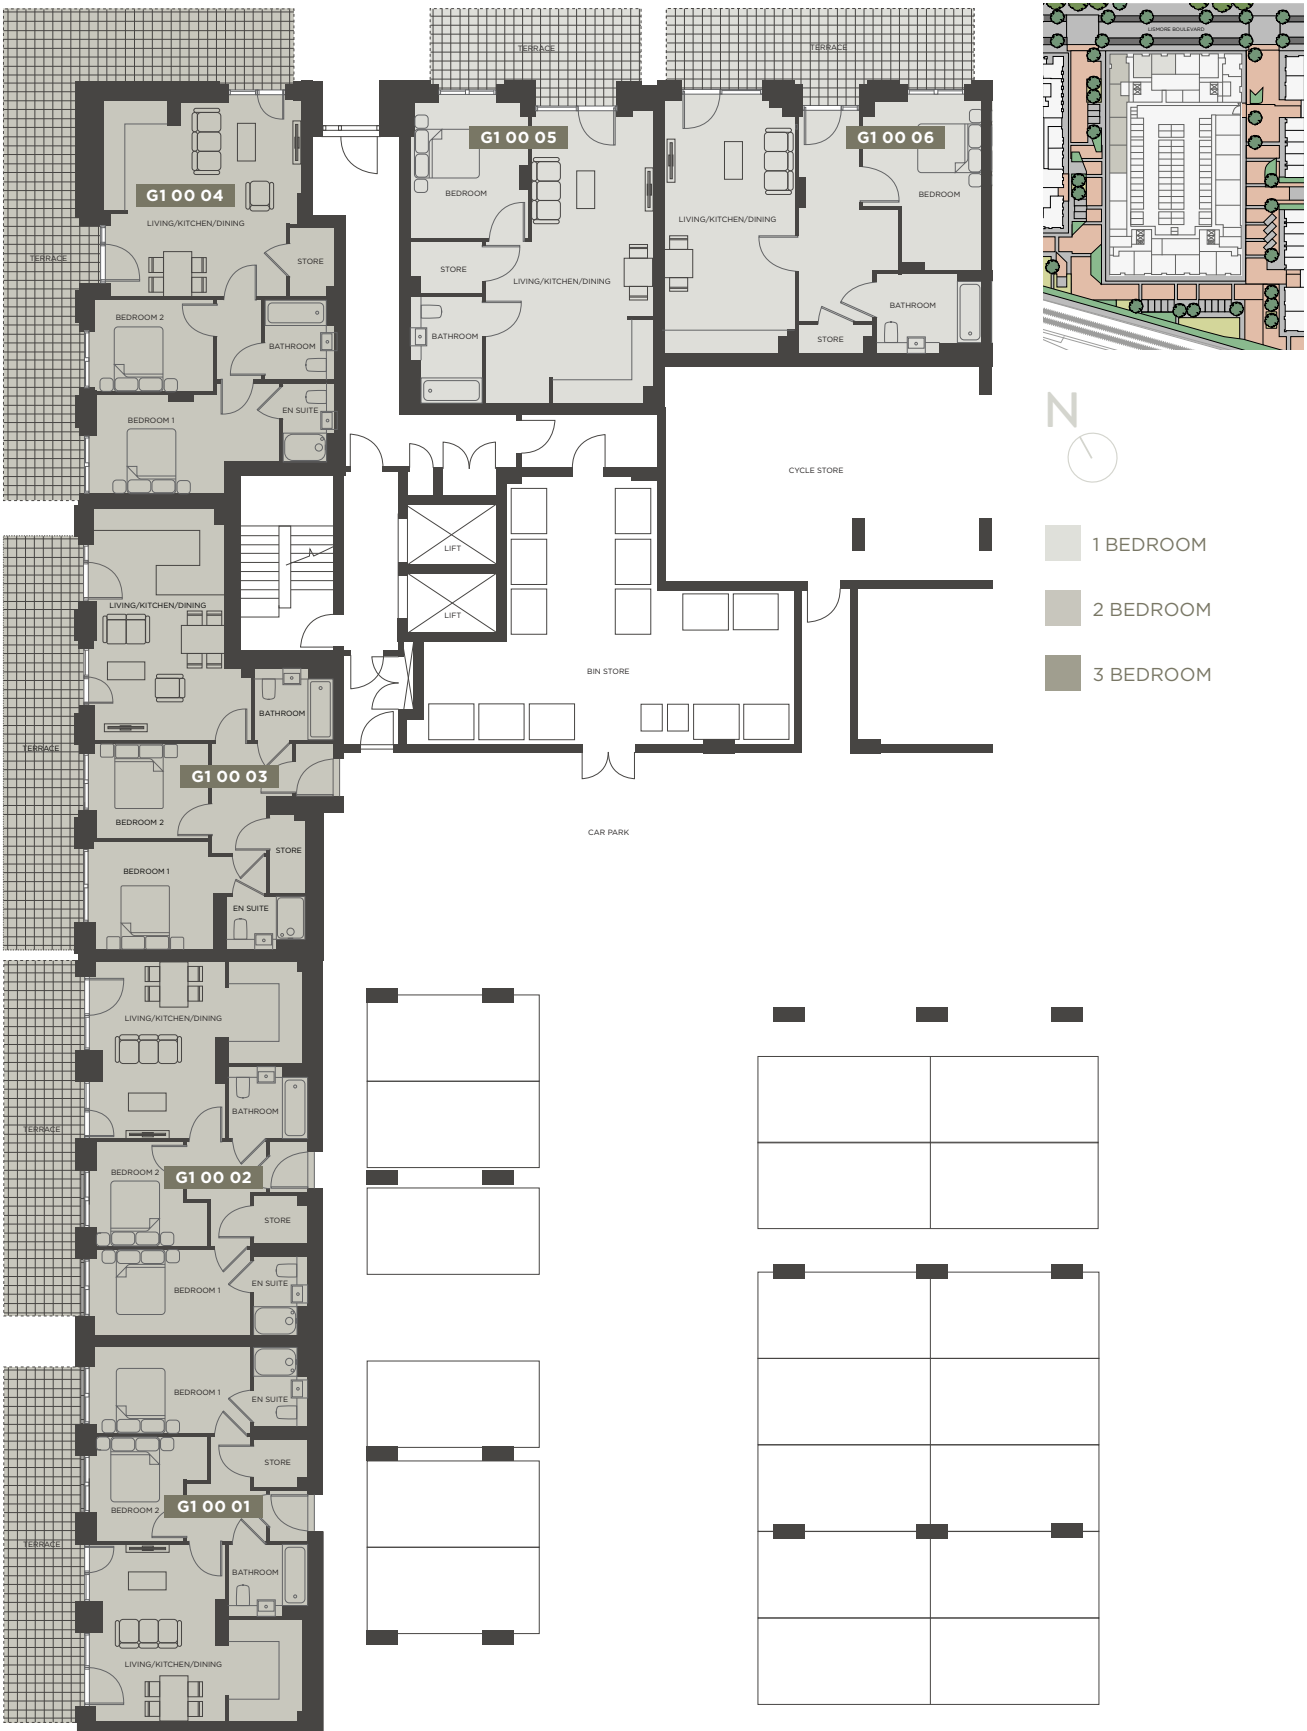 TERRACE
TERRACE
LISMORE BOULEVARD
G1 00 05
G1 00 06
G1 00 04
BEDROOM
BEDROOM
LIVING/KITCHEN/DINING
LIVING/KITCHEN/DINING
TERRACE
STORE
STORE
LIVING/KITCHEN/DINING
BATHROOM
BEDROOM 2
BATHROOM
BATHROOM
STORE
EN SUITE
BEDROOM 1
N
CYCLE STORE
LIFT
1 BEDROOM
LIVING/KITCHEN/DINING
LIFT
2 BEDROOM
BIN STORE
3 BEDROOM
BATHROOM
TERRACE
G1 00 03
BEDROOM 2
CAR PARK
STORE
BEDROOM 1
EN SUITE
LIVING/KITCHEN/DINING
BATHROOM
TERRACE
BEDROOM 2
G1 00 02
STORE
EN SUITE
BEDROOM 1
BEDROOM 1
EN SUITE
STORE
G1 00 01
BEDROOM 2
TERRACE
BATHROOM
LIVING/KITCHEN/DINING